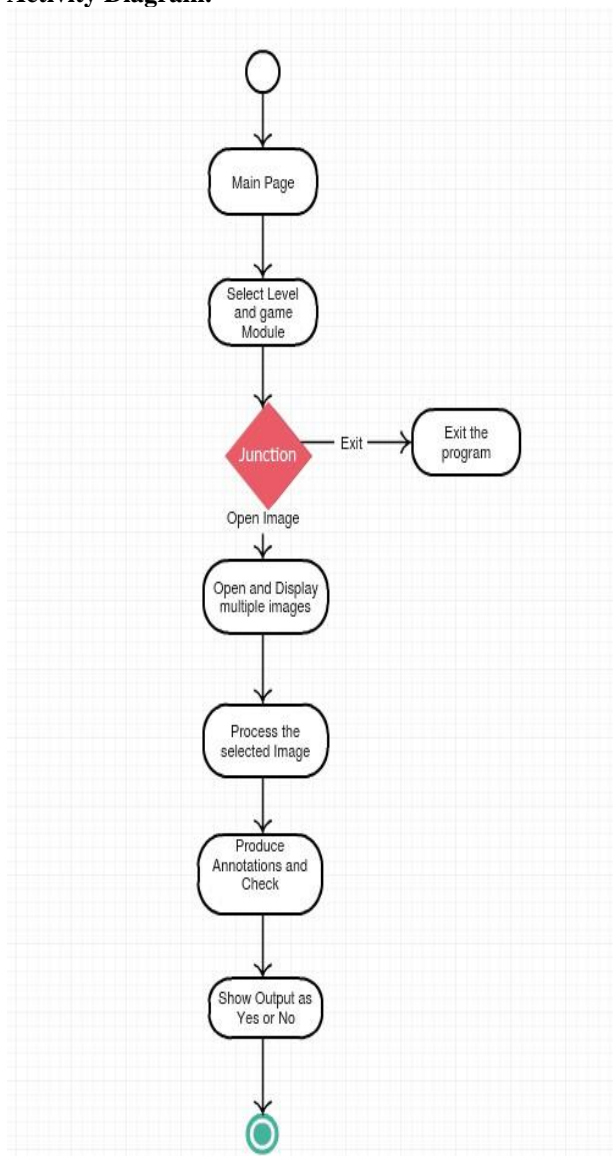 Activity Diagram:
Main Page
Select Level
and game
Module
Junction
Exit
Exit the
program
Open Image
Open and Display
multiple images
Process the
selected Image
Produce
Annotations and
Check
Show Output as
Yes or No